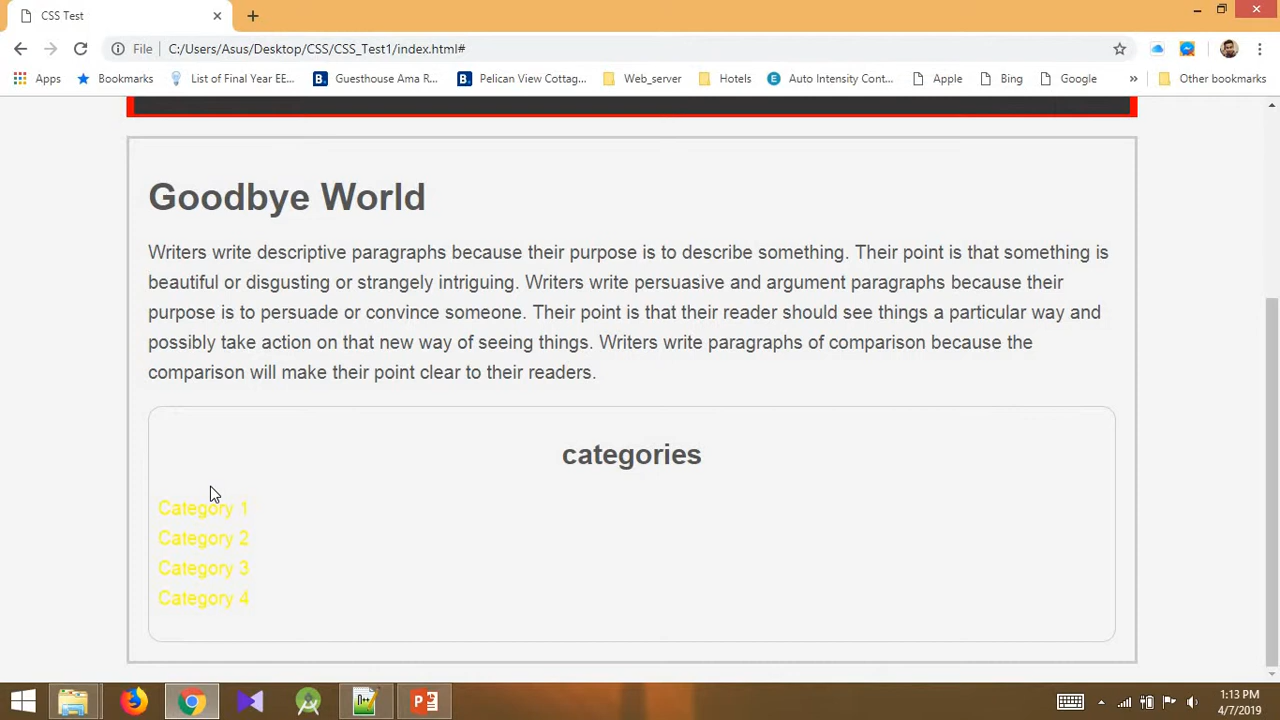 CSS Test
File C:/Users/Asus/Desktop/CSS/CSS_Test1/index.html#
Apps Bookmarks List of Final Year EE... Guesthouse Ama R... Pelican View Cottag... Web_server Hotels Auto Intensity Cont... Apple Bing Google » Other bookmarks
Goodbye World
Writers write descriptive paragraphs because their purpose is to describe something. Their point is that something is
beautiful or disgusting or strangely intriguing. Writers write persuasive and argument paragraphs because their
purpose is to persuade or convince someone. Their point is that their reader should see things a particular way and
possibly take action on that new way of seeing things. Writers write paragraphs of comparison because the
comparison will make their point clear to their readers.
categories
Category 1
Category 2
Category 3
Category 4
1:13 PM
4/7/2019